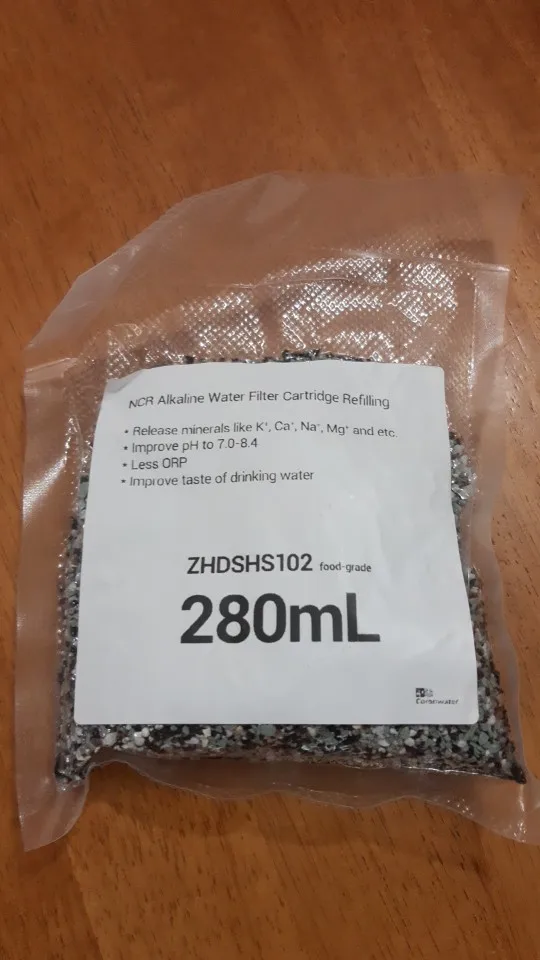 NCR Alkaline Water Filter Cartridge Refilling
* Release minerals like K⁺, Ca⁺, Na⁺, Mg⁺ and etc.
* Improve pH to 7.0-8.4
* Less ORP
* Improve taste of drinking water
ZHDSHS102 food-grade
280mL